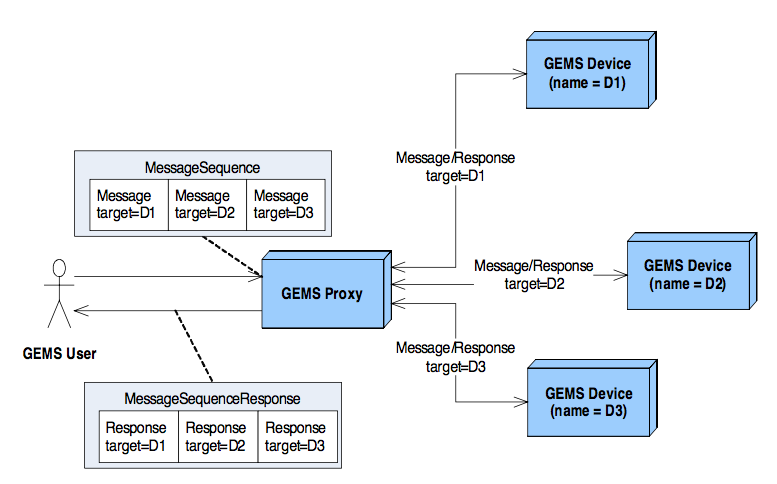 GEMS Device
(name = D1)
Message/Response
target=D1
MessageSequence
Message Message Message
target=D1 target=D2 target=D3
GEMS Proxy
Message/Response
target=D2
GEMS Device
(name = D2)
GEMS User
Message/Response
target=D3
GEMS Device
(name = D3)
MessageSequenceResponse
Response Response Response
target=D1 target=D2 target=D3